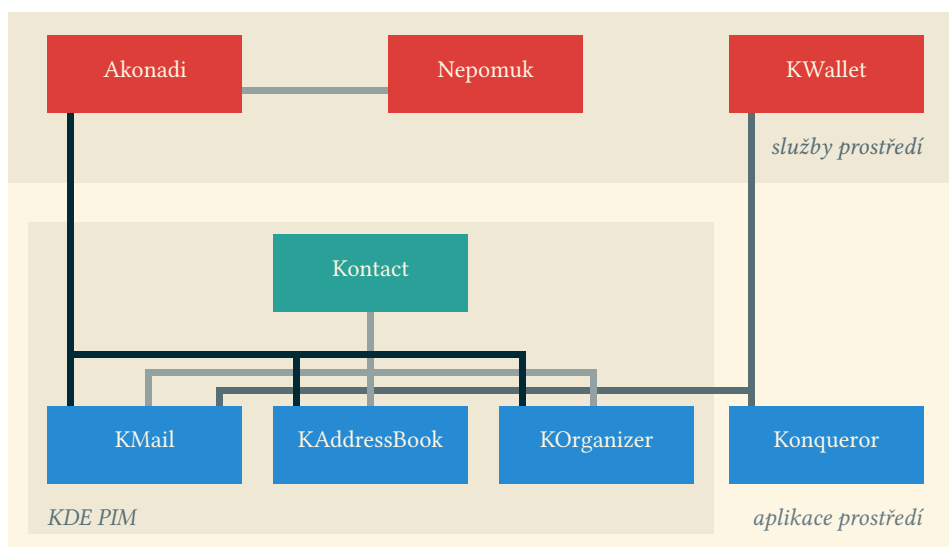 Akonadi
Nepomuk
KWallet
služby prostředí
Kontact
KMail
KAddressBook
KOrganizer
Konqueror
KDE PIM
aplikace prostředí